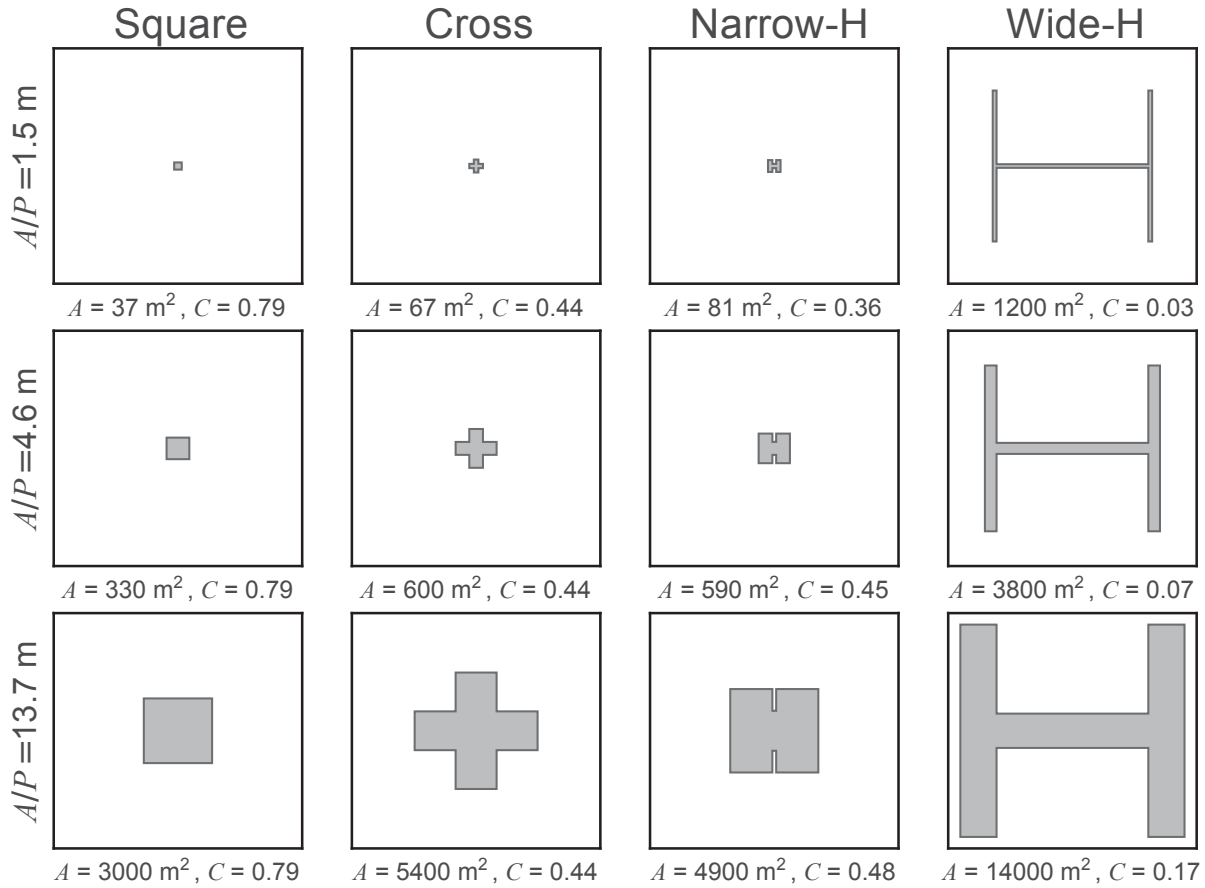 Square Cross Narrow-H Wide-H
A/P =1.5 m
A = 37 m², C = 0.79 A = 67 m², C = 0.44 A = 81 m², C = 0.36 A = 1200 m², C = 0.03
A/P =4.6 m
A = 330 m², C = 0.79 A = 600 m², C = 0.44 A = 590 m², C = 0.45 A = 3800 m², C = 0.07
A/P =13.7 m
A = 3000 m², C = 0.79 A = 5400 m², C = 0.44 A = 4900 m², C = 0.48 A = 14000 m², C = 0.17